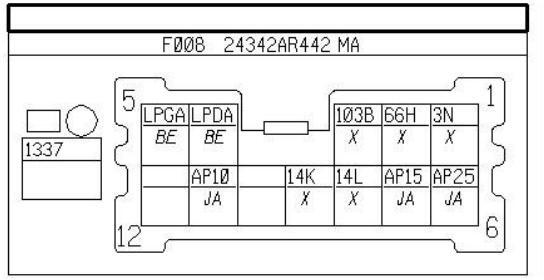 F008 24342AR442 MA
5 1
LPGA LPDA 103B 66H 3N
BE BE X X X
1337
AP10 14K 14L AP15 AP25
JA X X JA JA
12 6